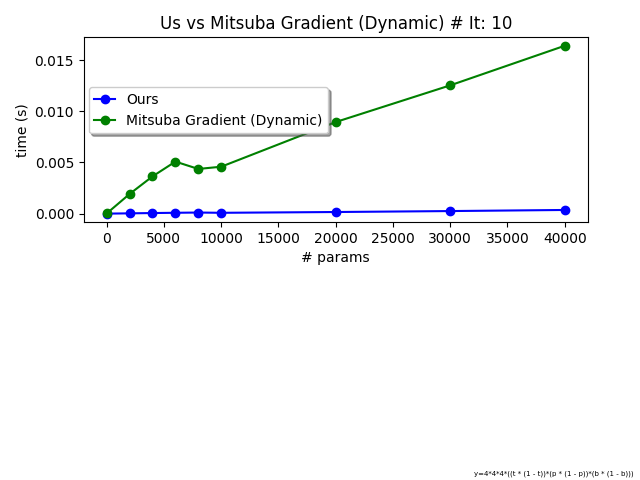 Us vs Mitsuba Gradient (Dynamic) # It: 10
0.015
0.010
0.005
0.000
time (s)
Ours
Mitsuba Gradient (Dynamic)
0 5000 10000 15000 20000 25000 30000 35000 40000
# params
y=4*4*4*((t * (1 - t))*(p * (1 - p))*(b * (1 - b)))